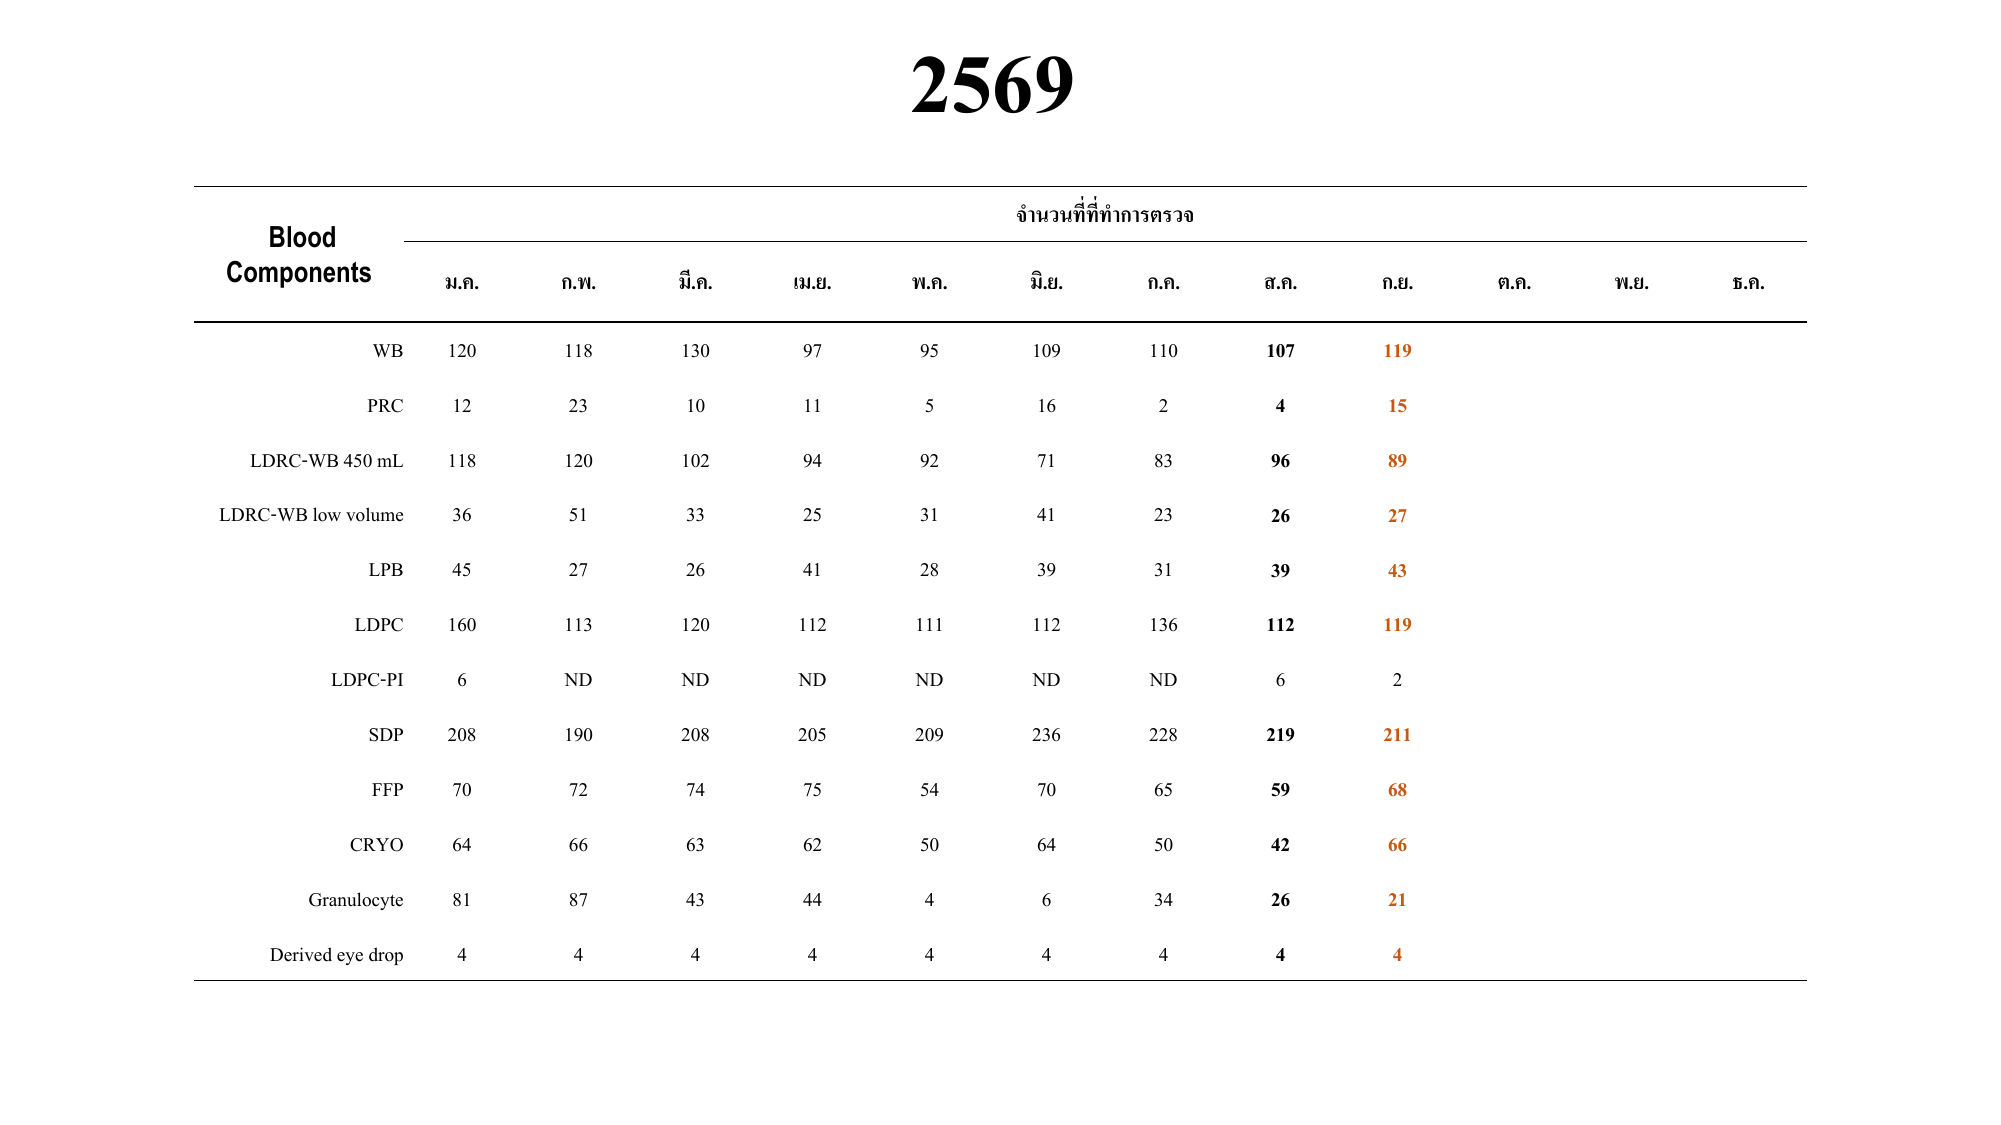 2569
จำนวนที่ที่ทำการตรวจ
Blood
Components
ม.ค. ก.พ. มี.ค. เม.ย. พ.ค. มิ.ย. ก.ค. ส.ค. ก.ย. ต.ค. พ.ย. ธ.ค.
WB 120 118 130 97 95 109 110 107 119
PRC 12 23 10 11 5 16 2 4 15
LDRC-WB 450 mL 118 120 102 94 92 71 83 96 89
LDRC-WB low volume 36 51 33 25 31 41 23 26 27
LPB 45 27 26 41 28 39 31 39 43
LDPC 160 113 120 112 111 112 136 112 119
LDPC-PI 6 ND ND ND ND ND ND 6 2
SDP 208 190 208 205 209 236 228 219 211
FFP 70 72 74 75 54 70 65 59 68
CRYO 64 66 63 62 50 64 50 42 66
Granulocyte 81 87 43 44 4 6 34 26 21
Derived eye drop 4 4 4 4 4 4 4 4 4